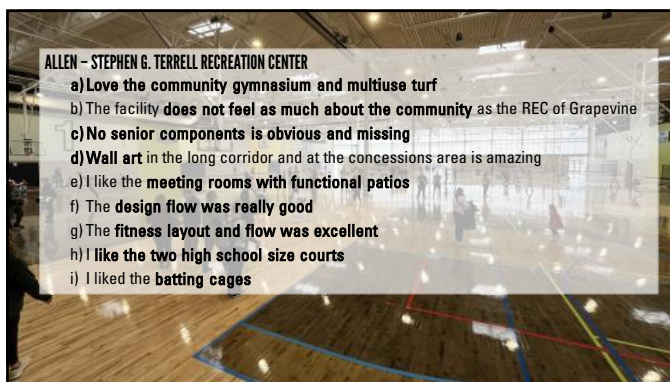 ALLEN – STEPHEN G. TERRELL RECREATION CENTER
a) Love the community gymnasium and multiuse turf
b) The facility does not feel as much about the community as the REC of Grapevine
c) No senior components is obvious and missing
d) Wall art in the long corridor and at the concessions area is amazing
e) I like the meeting rooms with functional patios
f) The design flow was really good
g) The fitness layout and flow was excellent
h) I like the two high school size courts
i) I liked the batting cages